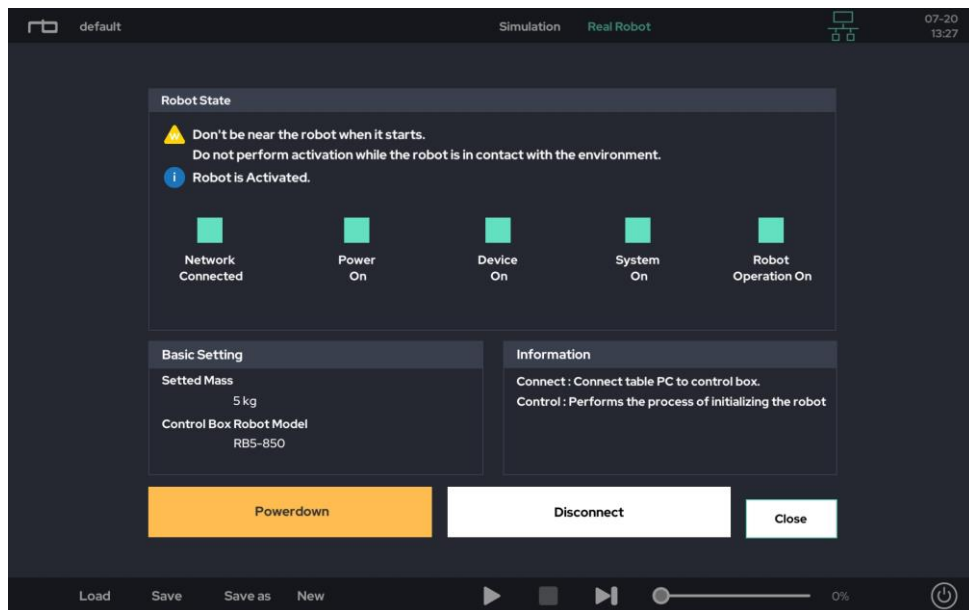 default
Simulation
Real Robot
07-20
13:27
Robot State
Don't be near the robot when it starts.
Do not perform activation while the robot is in contact with the environment.
Robot is Activated.
Network
Connected
Power
On
Device
On
System
On
Robot
Operation On
Basic Setting
Setted Mass
5 kg
Control Box Robot Model
RB5-850
Information
Connect : Connect table PC to control box.
Control : Performs the process of initializing the robot
Powerdown
Disconnect
Close
Load
Save
Save as
New
0%